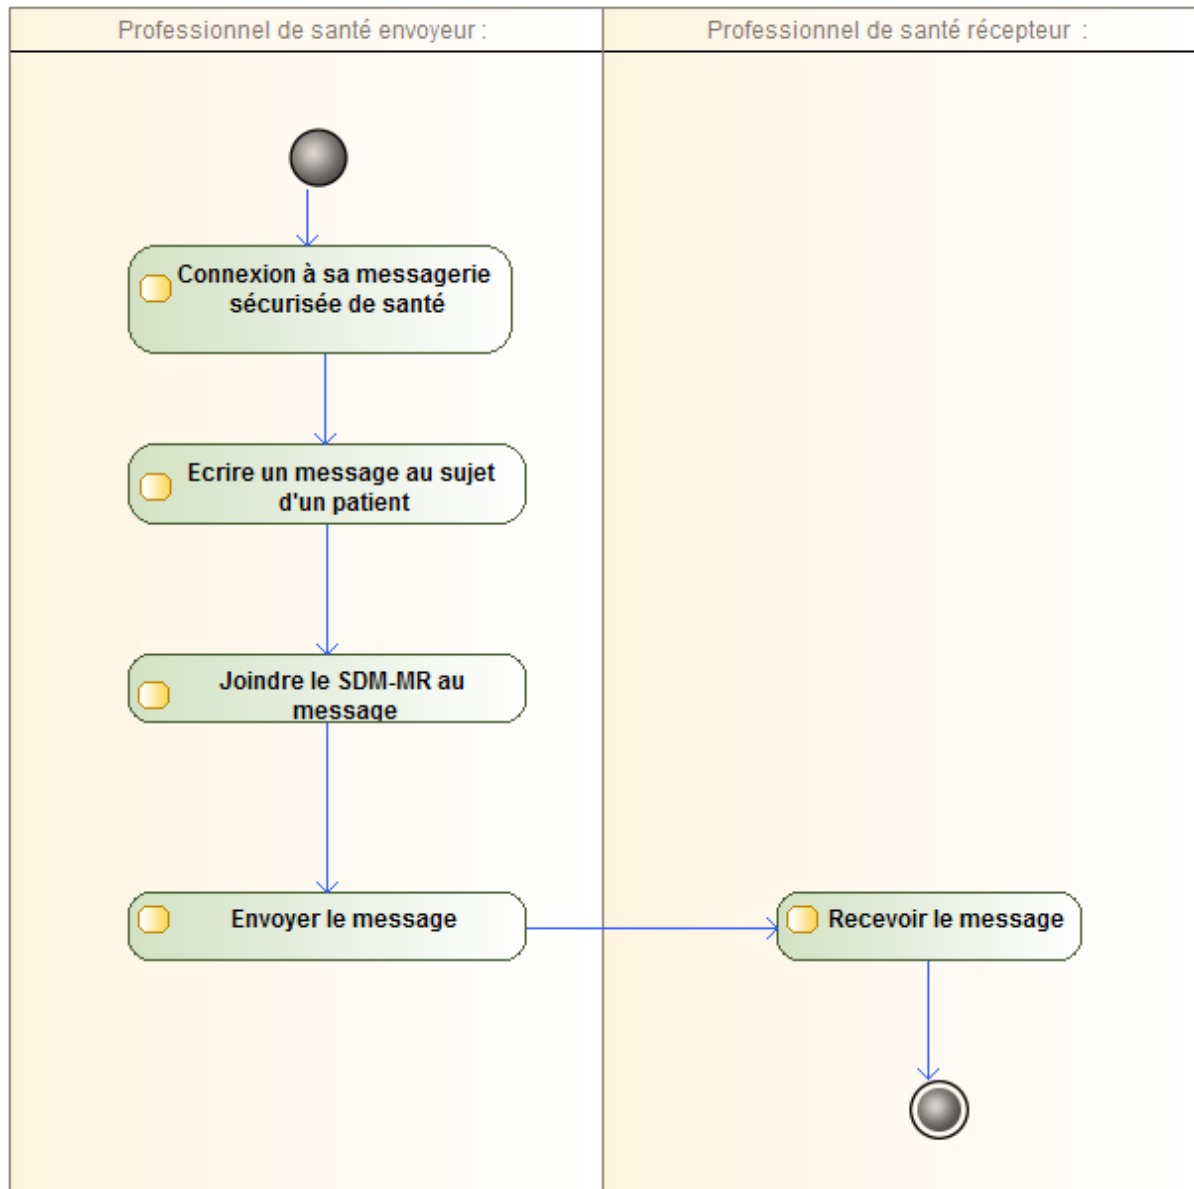 Professionnel de santé envoyeur :
Professionnel de santé récepteur  :
Connexion à sa messagerie
sécurisée de santé
Ecrire un message au sujet
d'un patient
Joindre le SDM-MR au
message
Envoyer le message
Recevoir le message